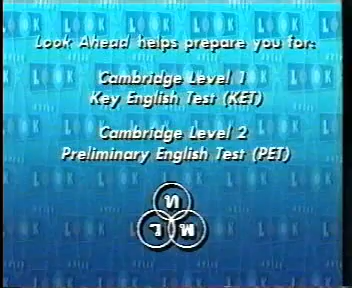 Look Ahead helps prepare you for:
Cambridge Level 1
Key English Test (KET)
Cambridge Level 2
Preliminary English Test (PET)